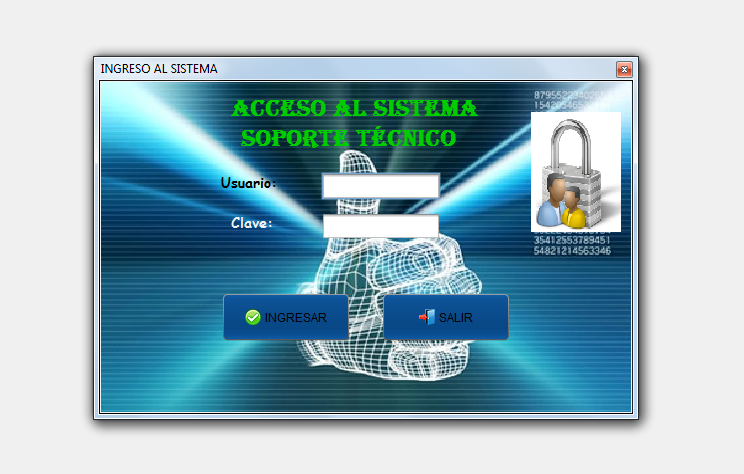 INGRESO AL SISTEMA
ACCESO AL SISTEMA
SOPORTE TÉCNICO
Usuario:
Clave:
35412553789451
54821214563346
INGRESAR
SALIR